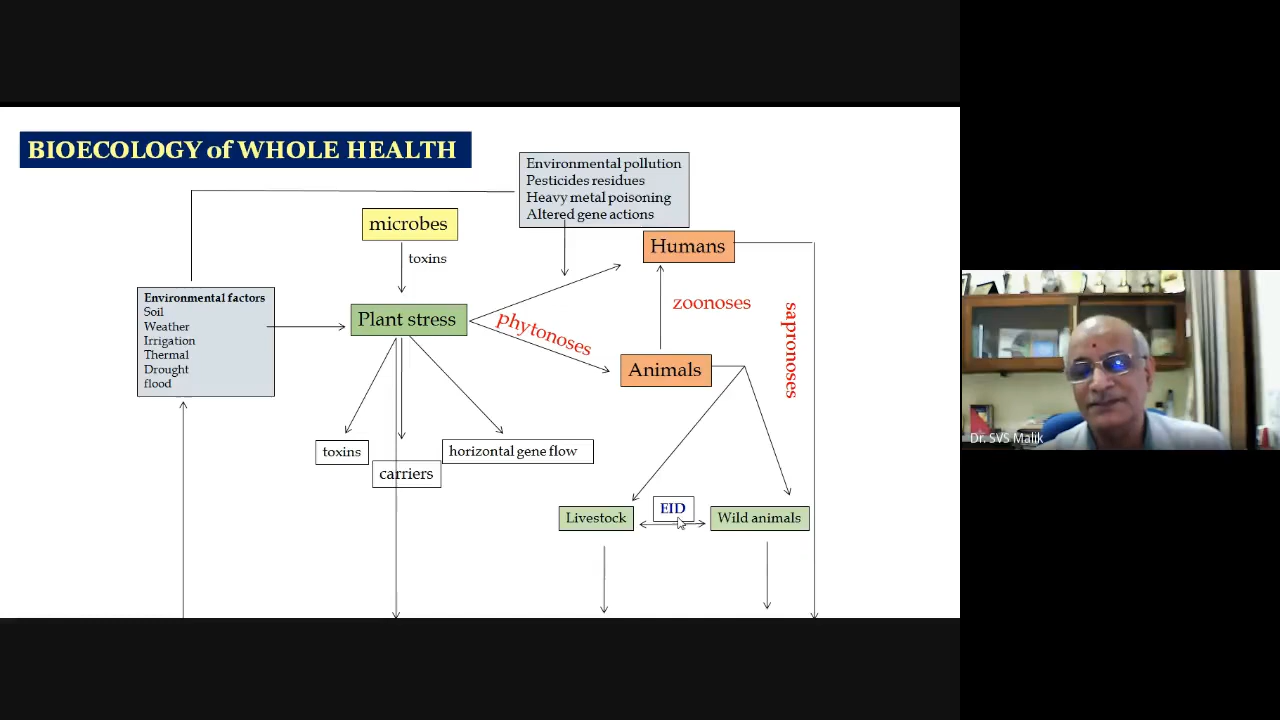 BIOECOLOGY of WHOLE HEALTH
Environmental pollution
Pesticides residues
Heavy metal poisoning
Altered gene actions
microbes
toxins
Humans
zoonoses
sapronoses
Environmental factors
Soil
Weather
Irrigation
Thermal
Drought
flood
Plant stress
phytonoses
Animals
toxins
carriers
horizontal gene flow
Livestock
EID
Wild animals
Dr. SVS Malik